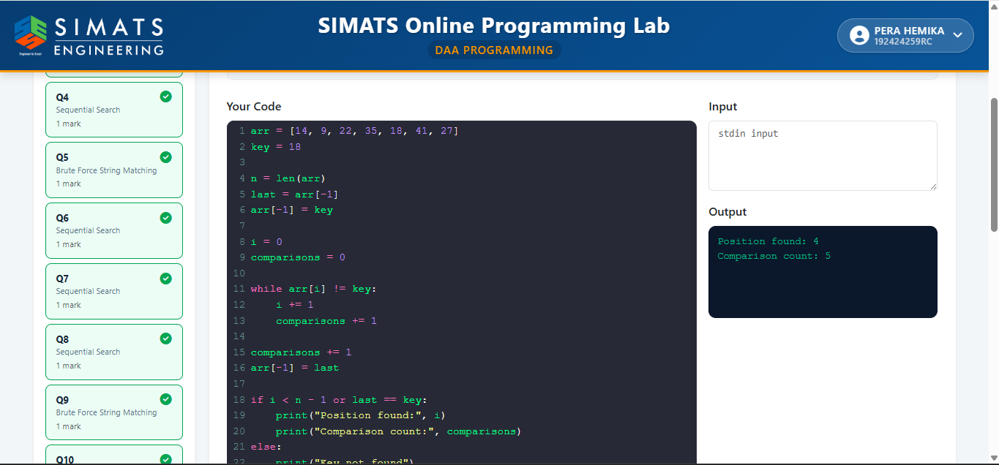 SIMATS
ENGINEERING
Engineer to Excel
SIMATS Online Programming Lab
DAA PROGRAMMING
PERA HEMIKA
192424259RC
Q4
Sequential Search
1 mark
Q5
Brute Force String Matching
1 mark
Q6
Sequential Search
1 mark
Q7
Sequential Search
1 mark
Q8
Sequential Search
1 mark
Q9
Brute Force String Matching
1 mark
Q10
Your Code
1 arr = [14, 9, 22, 35, 18, 41, 27]
2 key = 18
3
4 n = len(arr)
5 last = arr[-1]
6 arr[-1] = key
7
8 i = 0
9 comparisons = 0
10
11 while arr[i] != key:
12     i += 1
13     comparisons += 1
14
15 comparisons += 1
16 arr[-1] = last
17
18 if i < n - 1 or last == key:
19     print("Position found:", i)
20     print("Comparison count:", comparisons)
21 else:
22     print("Key not found")
Input
stdin input
Output
Position found: 4
Comparison count: 5